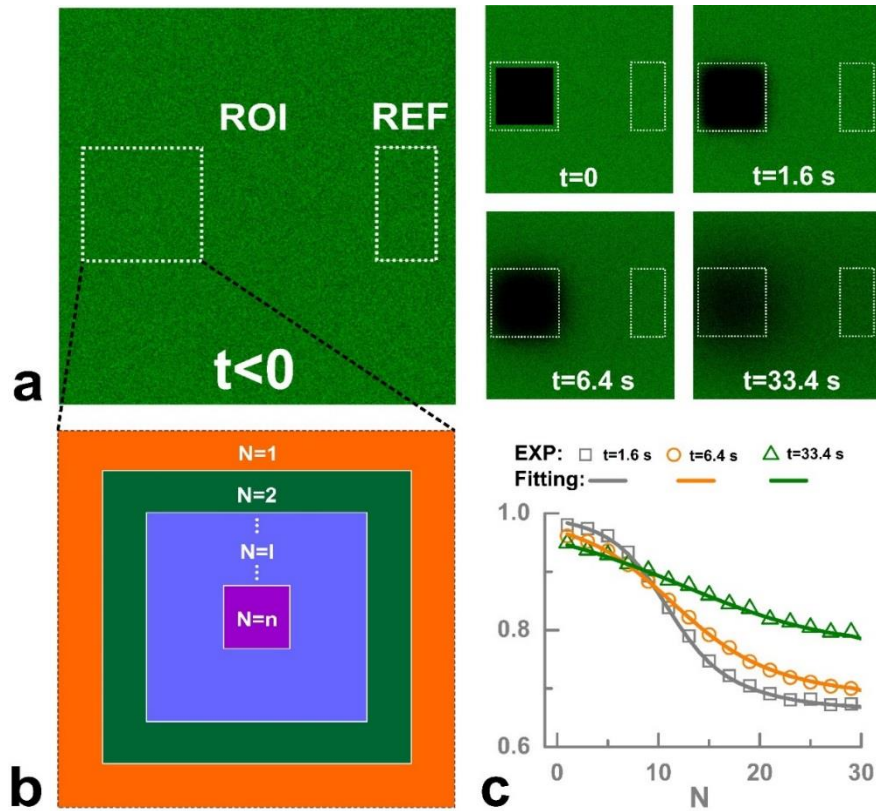 ROI
REF
t<0
a
t=0
t=1.6 s
t=6.4 s
t=33.4 s
N=1
N=2
⋮
N=I
⋮
N=n
b
EXP: t=1.6 s t=6.4 s t=33.4 s
Fitting:
1.0
0.8
0.6
0 10 20 30
N
c